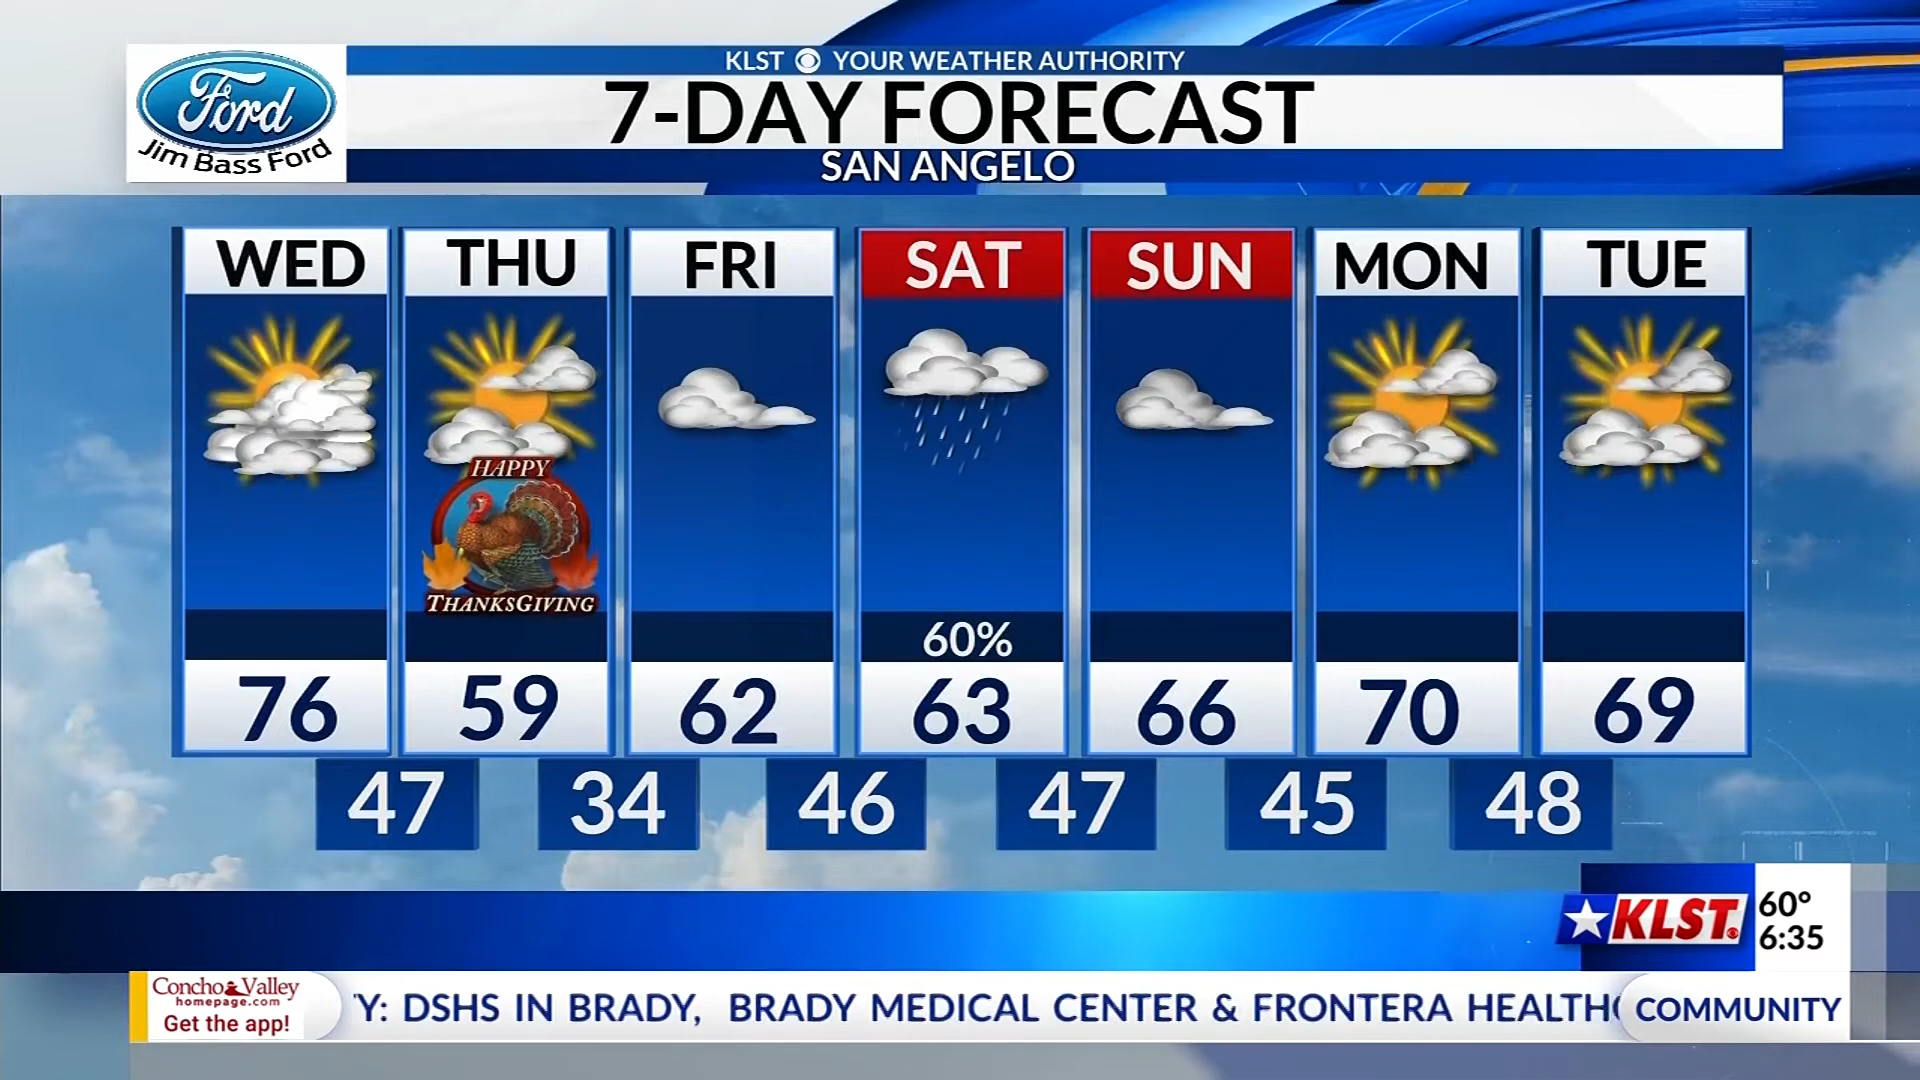 Ford
Jim Bass Ford
KLST YOUR WEATHER AUTHORITY
7-DAY FORECAST
SAN ANGELO
WED THU FRI SAT SUN MON TUE
HAPPY
THANKSGIVING
60%
76 59 62 63 66 70 69
47 34 46 47 45 48
KLST
60°
6:35
Concho Valley
homepage.com
Get the app!
Y: DSHS IN BRADY, BRADY MEDICAL CENTER & FRONTERA HEALTH
COMMUNITY